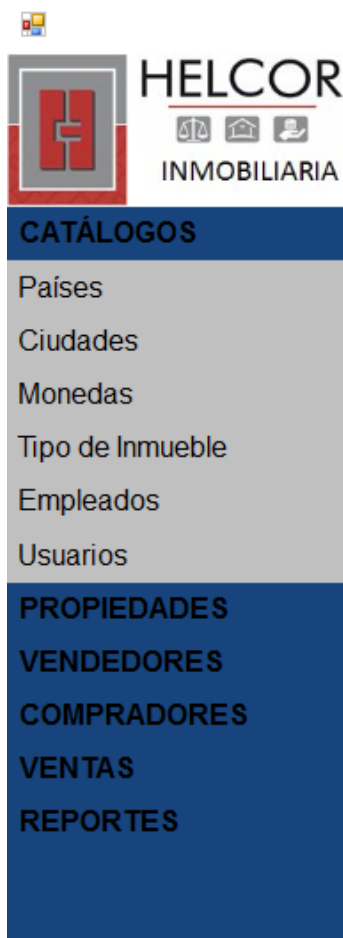 HELCOR
INMOBILIARIA
CATÁLOGOS
Países
Ciudades
Monedas
Tipo de Inmueble
Empleados
Usuarios
PROPIEDADES
VENDEDORES
COMPRADORES
VENTAS
REPORTES